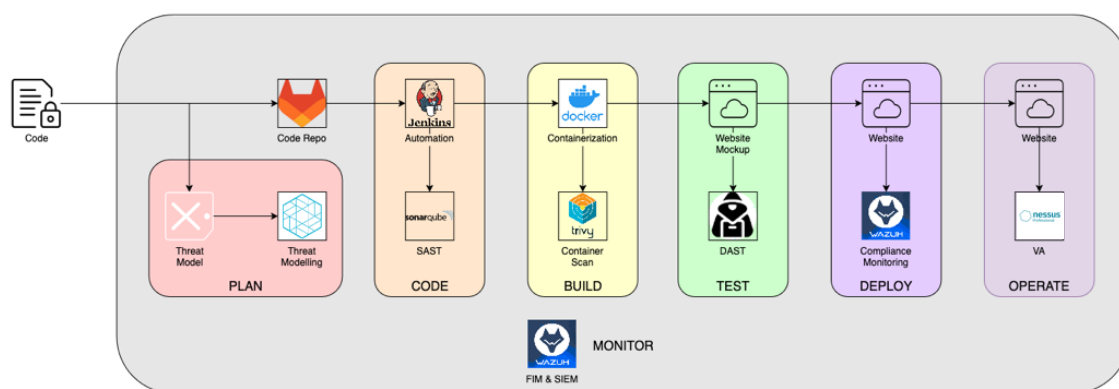 Code
Code Repo
Jenkins
Automation
docker
Containerization
Website
Mockup
Website
Website
Threat
Model
Threat
Modelling
PLAN
sonarqube
SAST
CODE
trivy
Container
Scan
BUILD
DAST
TEST
WAZUH
Compliance
Monitoring
DEPLOY
nessus
Professional
VA
OPERATE
WAZUH
FIM & SIEM
MONITOR